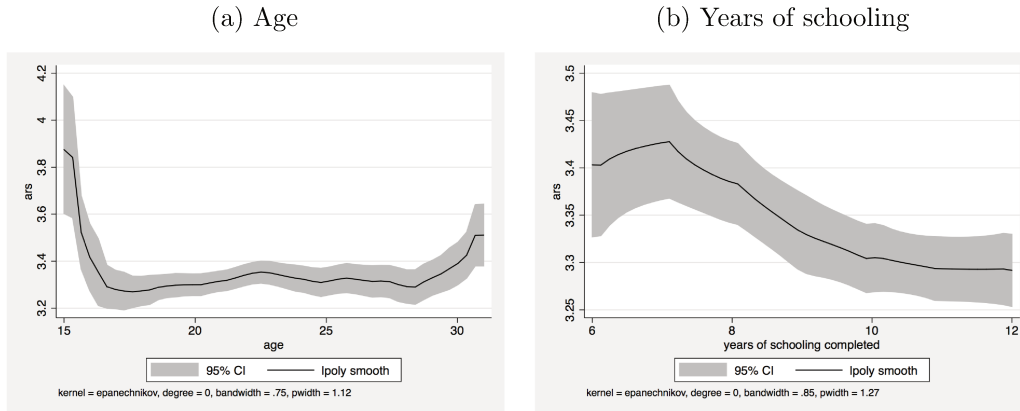 (a) Age
4.2
4
3.8
3.6
3.4
3.2
ars
15 20 25 30
age
95% CI lpoly smooth
kernel = epanechnikov, degree = 0, bandwidth = .75, pwidth = 1.12
(b) Years of schooling
3.5
3.45
3.4
3.35
3.3
3.25
ars
6 8 10 12
years of schooling completed
95% CI lpoly smooth
kernel = epanechnikov, degree = 0, bandwidth = .85, pwidth = 1.27